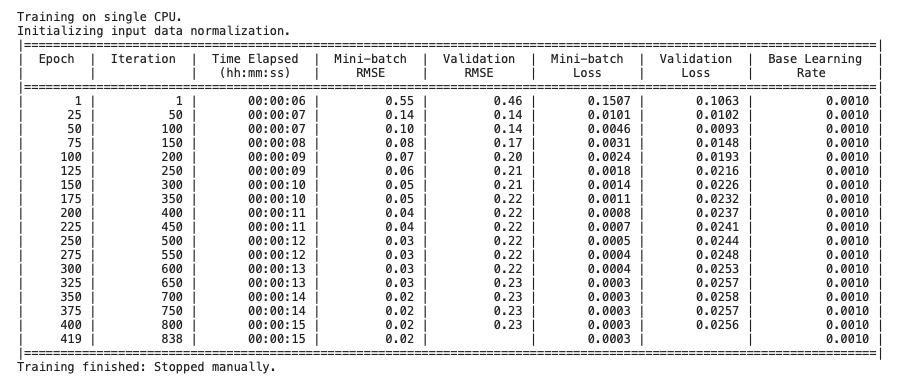 Training on single CPU.
Initializing input data normalization.
|======================================================================================================================|
|  Epoch  |  Iteration  |  Time Elapsed  |  Mini-batch  |  Validation  |  Mini-batch  |  Validation  |  Base Learning  |
|         |             |   (hh:mm:ss)   |     RMSE     |     RMSE     |     Loss     |     Loss     |      Rate       |
|======================================================================================================================|
|       1 |           1 |       00:00:06 |         0.55 |         0.46 |       0.1507 |       0.1063 |          0.0010 |
|      25 |          50 |       00:00:07 |         0.14 |         0.14 |       0.0101 |       0.0102 |          0.0010 |
|      50 |         100 |       00:00:07 |         0.10 |         0.14 |       0.0046 |       0.0093 |          0.0010 |
|      75 |         150 |       00:00:08 |         0.08 |         0.17 |       0.0031 |       0.0148 |          0.0010 |
|     100 |         200 |       00:00:09 |         0.07 |         0.20 |       0.0024 |       0.0193 |          0.0010 |
|     125 |         250 |       00:00:09 |         0.06 |         0.21 |       0.0018 |       0.0216 |          0.0010 |
|     150 |         300 |       00:00:10 |         0.05 |         0.21 |       0.0014 |       0.0226 |          0.0010 |
|     175 |         350 |       00:00:10 |         0.05 |         0.22 |       0.0011 |       0.0232 |          0.0010 |
|     200 |         400 |       00:00:11 |         0.04 |         0.22 |       0.0008 |       0.0237 |          0.0010 |
|     225 |         450 |       00:00:11 |         0.04 |         0.22 |       0.0007 |       0.0241 |          0.0010 |
|     250 |         500 |       00:00:12 |         0.03 |         0.22 |       0.0005 |       0.0244 |          0.0010 |
|     275 |         550 |       00:00:12 |         0.03 |         0.22 |       0.0004 |       0.0248 |          0.0010 |
|     300 |         600 |       00:00:13 |         0.03 |         0.22 |       0.0004 |       0.0253 |          0.0010 |
|     325 |         650 |       00:00:13 |         0.03 |         0.23 |       0.0003 |       0.0257 |          0.0010 |
|     350 |         700 |       00:00:14 |         0.02 |         0.23 |       0.0003 |       0.0258 |          0.0010 |
|     375 |         750 |       00:00:14 |         0.02 |         0.23 |       0.0003 |       0.0257 |          0.0010 |
|     400 |         800 |       00:00:15 |         0.02 |         0.23 |       0.0003 |       0.0256 |          0.0010 |
|     419 |         838 |       00:00:15 |         0.02 |              |       0.0003 |              |          0.0010 |
|======================================================================================================================|
Training finished: Stopped manually.